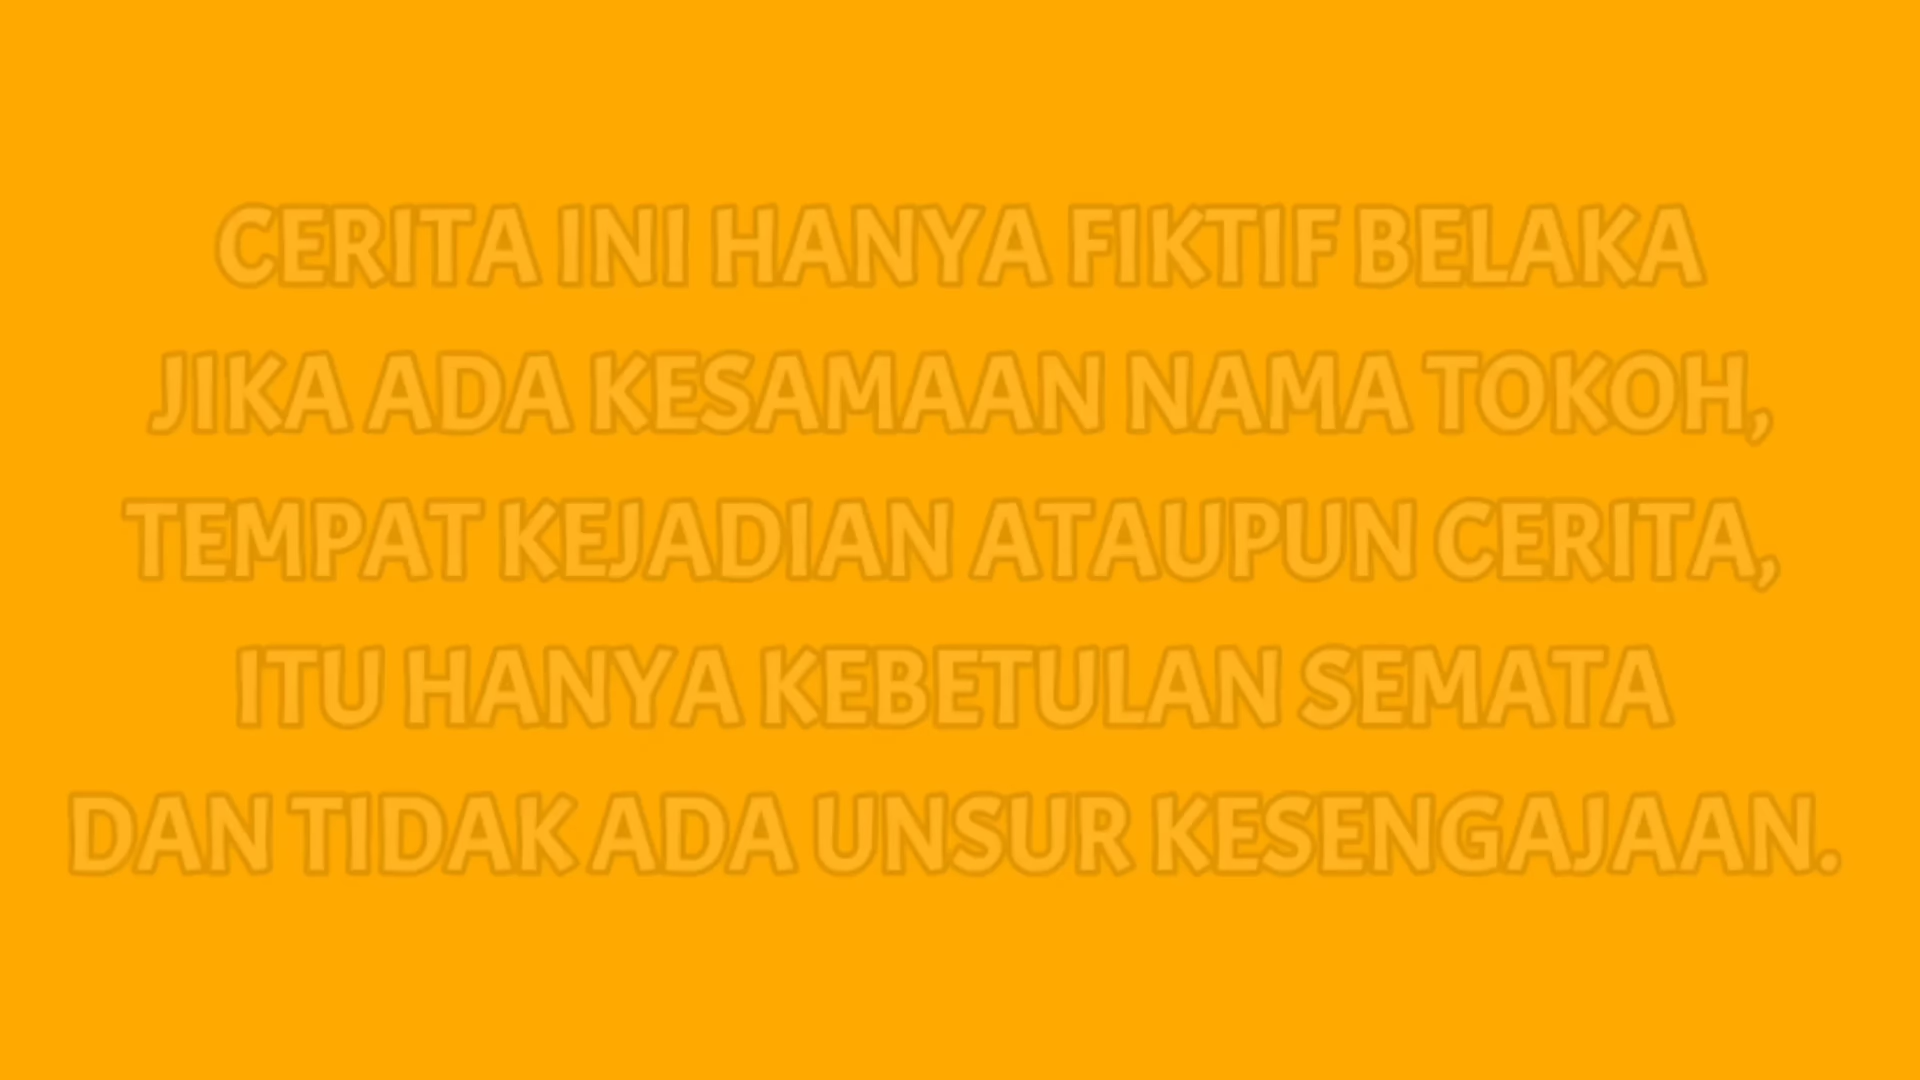 CERITA INI HANYA FIKTIF BELAKA
JIKA ADA KESAMAAN NAMA TOKOH,
TEMPAT KEJADIAN ATAUPUN CERITA,
ITU HANYA KEBETULAN SEMATA
DAN TIDAK ADA UNSUR KESENGAJAAN.